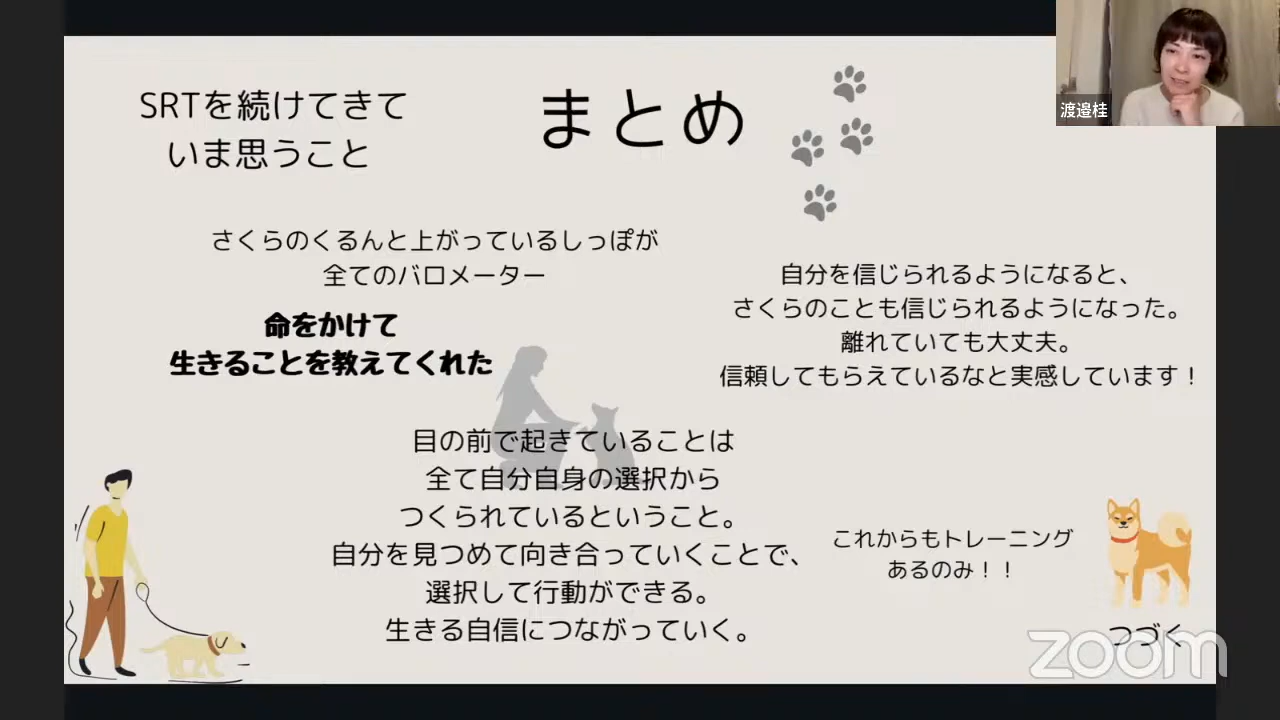 SRTを続けてきて
いま思うこと
まとめ
渡邉桂
さくらのくるんと上がっているしっぽが
全てのバロメーター
命をかけて
生きることを教えてくれた
自分を信じられるようになると、
さくらのことも信じられるようになった。
離れていても大丈夫。
信頼してもらえているなと実感しています！
目の前で起きていることは
全て自分自身の選択から
つくられているということ。
自分を見つめて向き合っていくことで、
選択して行動ができる。
生きる自信につながっていく。
これからもトレーニング
あるのみ！！
つづく
zoom